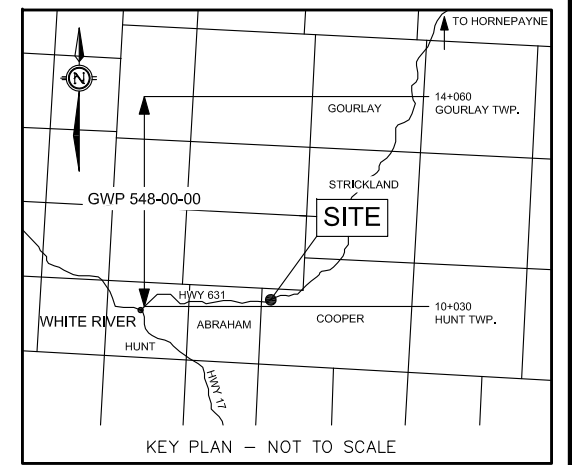 TO HORNEPAYNE
N
14+060
GOURLAY
GOURLAY TWP.
STRICKLAND
GWP 548-00-00
SITE
HWY 631
10+030
WHITE RIVER
ABRAHAM
COOPER
HUNT TWP.
HUNT
HWY 17
KEY PLAN – NOT TO SCALE